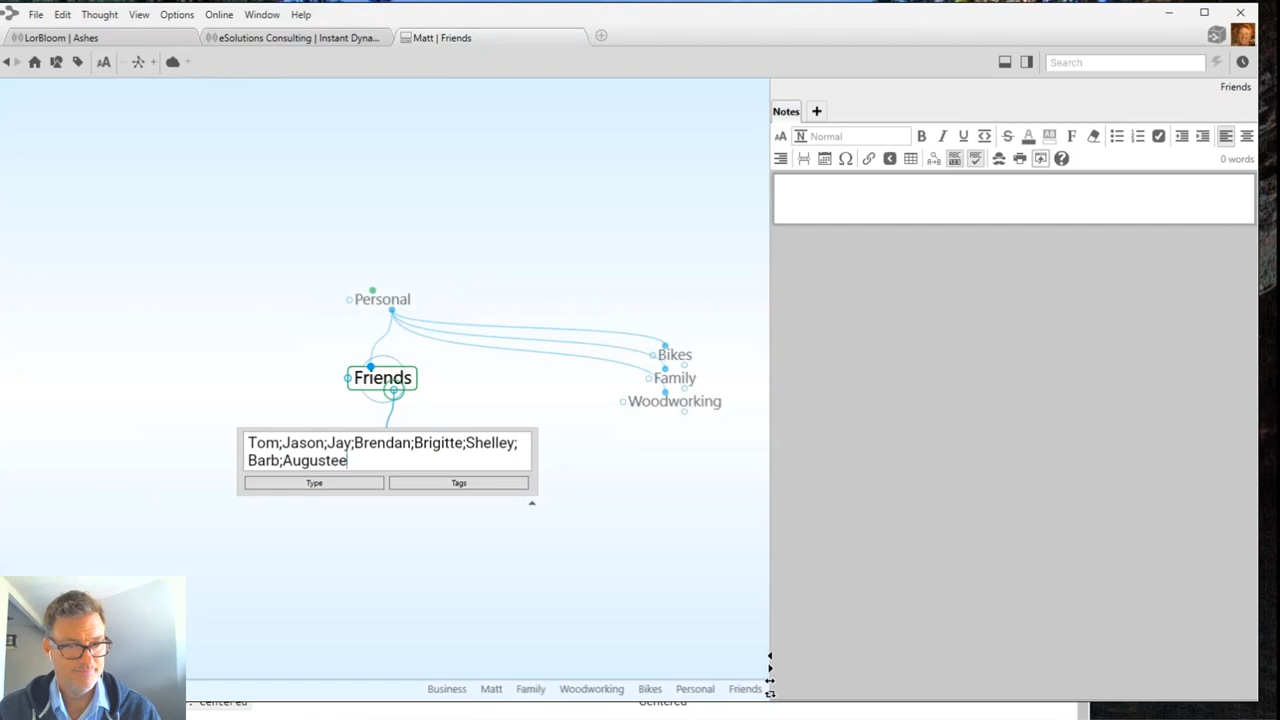 File Edit Thought View Options Online Window Help
LorBloom | Ashes
eSolutions Consulting | Instant Dyna...
Matt | Friends
Search
Friends
Notes
Normal
0 words
Personal
Bikes
Friends
Family
Woodworking
Tom;Jason;Jay;Brendan;Brigitte;Shelley;
Barb;Augustee
Type Tags
Business Matt Family Woodworking Bikes Personal Friends